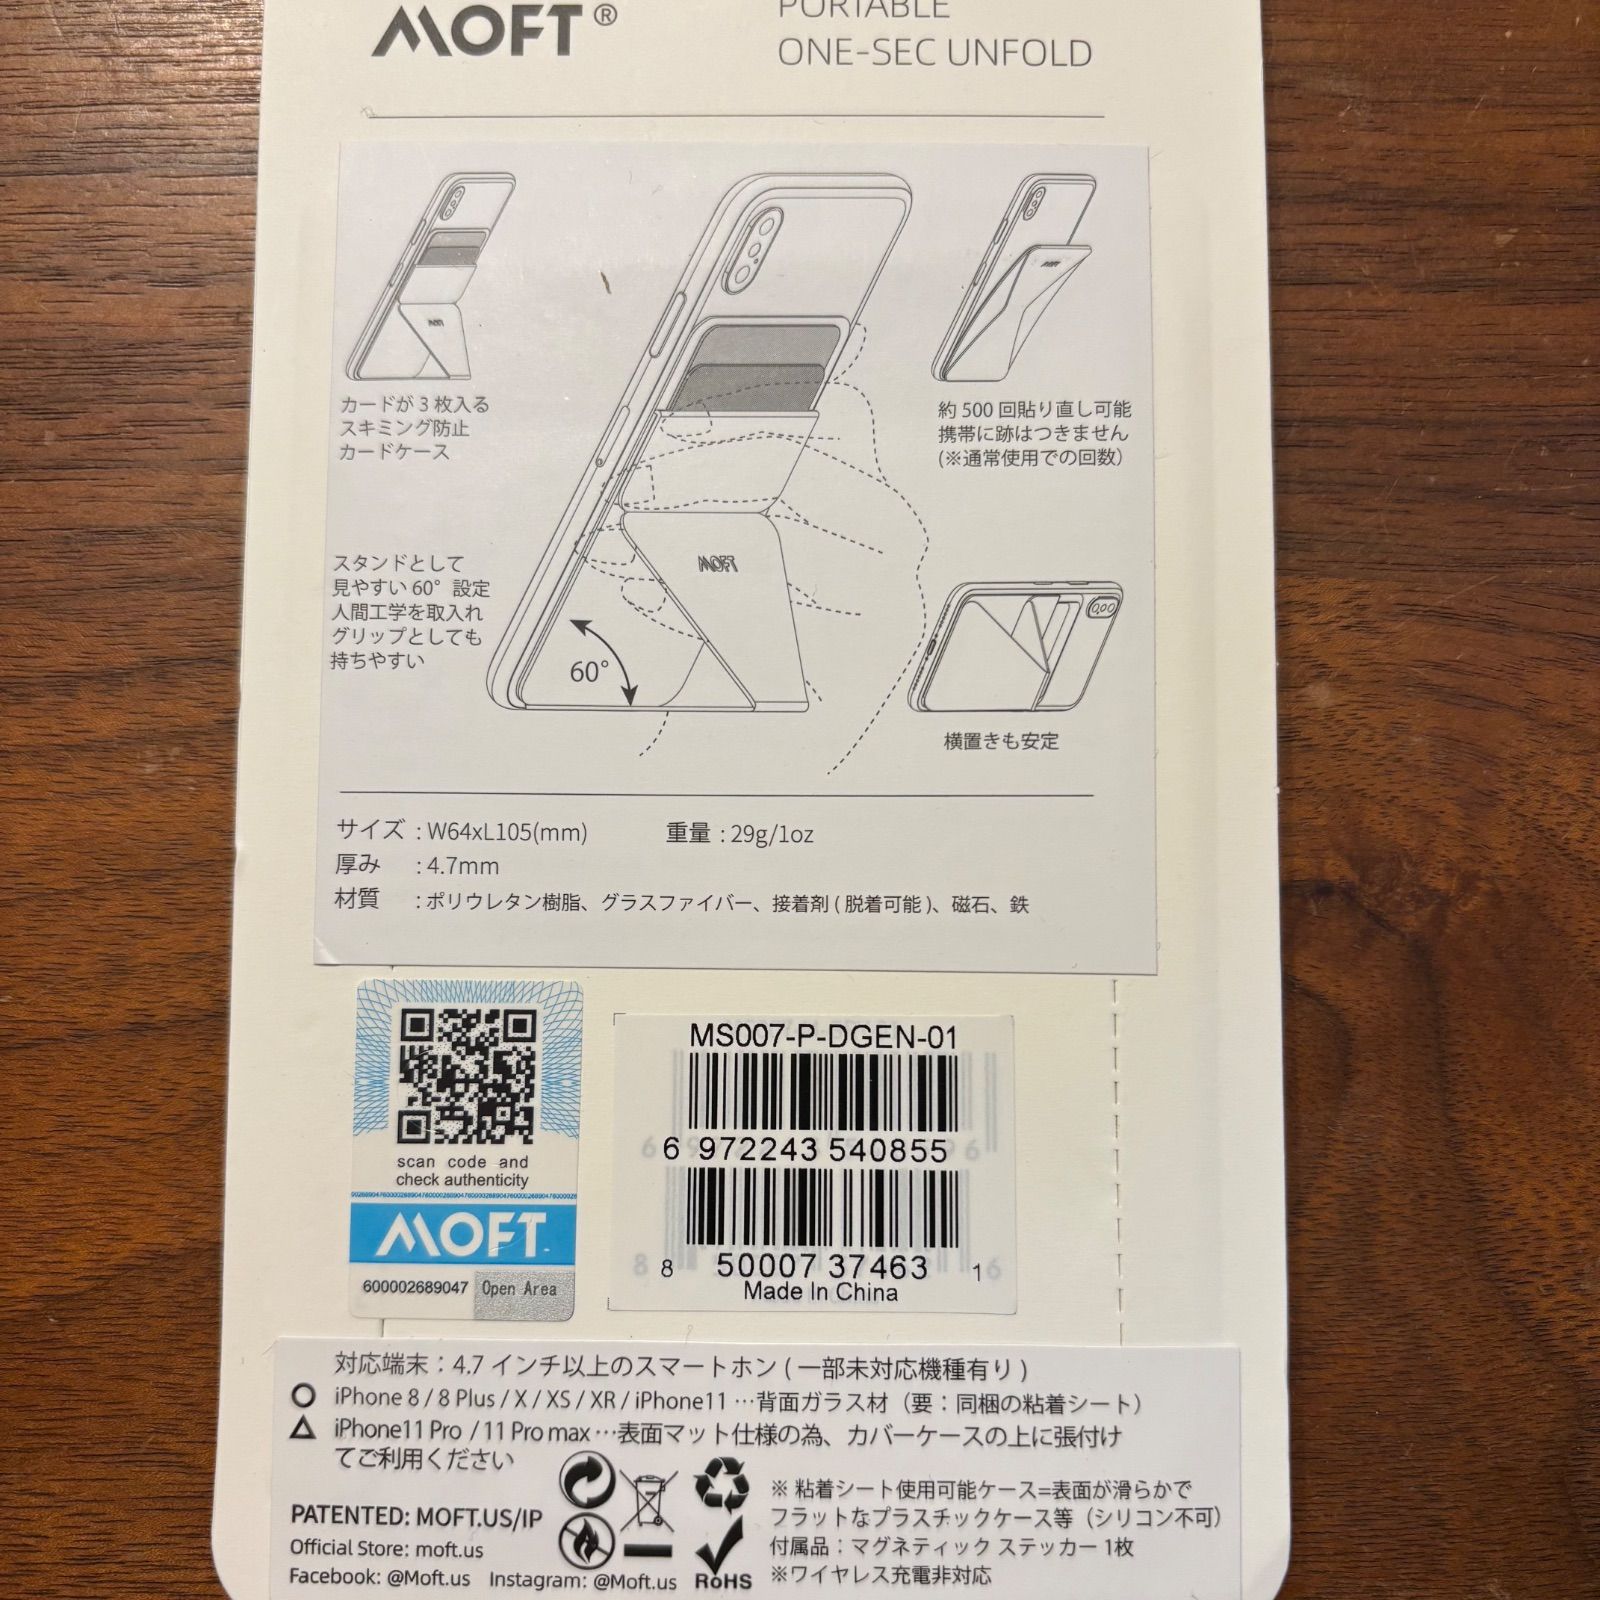 MOFT®
PORTABLE
ONE-SEC UNFOLD
MOFT
カードが 3 枚入る
スキミング防止
カードケース
MOFT
約 500 回貼り直し可能
携帯に跡はつきません
(※通常使用での回数)
スタンドとして
見やすい 60° 設定
人間工学を取入れ
グリップとしても
持ちやすい
MOFT
60°
横置きも安定
サイズ : W64xL105(mm) 重量 : 29g/1oz
厚み : 4.7mm
材質 : ポリウレタン樹脂、グラスファイバー、接着剤 ( 脱着可能 )、磁石、鉄
scan code and
check authenticity
MOFT
600002689047 Open Area
MS007-P-DGEN-01
6 972243 540855
8 50007 37463 1
Made In China
対応端末：4.7 インチ以上のスマートホン ( 一部未対応機種有り )
○ iPhone 8 / 8 Plus / X / XS / XR / iPhone11 …背面ガラス材（要：同梱の粘着シート）
△ iPhone11 Pro / 11 Pro max …表面マット仕様の為、カバーケースの上に張付け
てご利用ください
PATENTED: MOFT.US/IP
Official Store: moft.us
Facebook: @Moft.us Instagram: @Moft.us
RoHS
※ 粘着シート使用可能ケース=表面が滑らかで
フラットなプラスチックケース等（シリコン不可）
付属品：マグネティック ステッカー 1枚
※ワイヤレス充電非対応